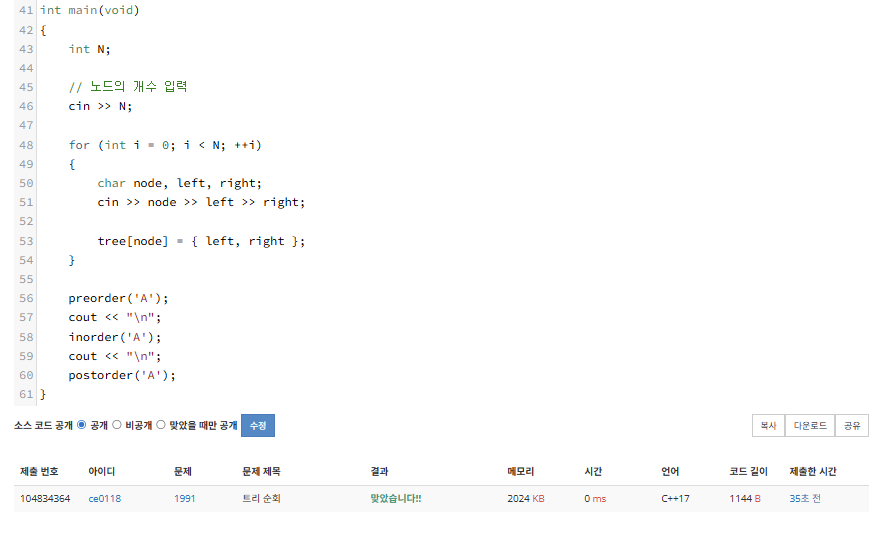 41 int main(void)
42 {
43     int N;
44
45     // 노드의 개수 입력
46     cin >> N;
47
48     for (int i = 0; i < N; ++i)
49     {
50         char node, left, right;
51         cin >> node >> left >> right;
52
53         tree[node] = { left, right };
54     }
55
56     preorder('A');
57     cout << "\n";
58     inorder('A');
59     cout << "\n";
60     postorder('A');
61 }
소스 코드 공개 공개 비공개 맞았을 때만 공개 수정 복사 다운로드 공유
제출 번호 아이디 문제 문제 제목 결과 메모리 시간 언어 코드 길이 제출한 시간
104834364 ce0118 1991 트리 순회 맞았습니다!! 2024 KB 0 ms C++17 1144 B 35초 전